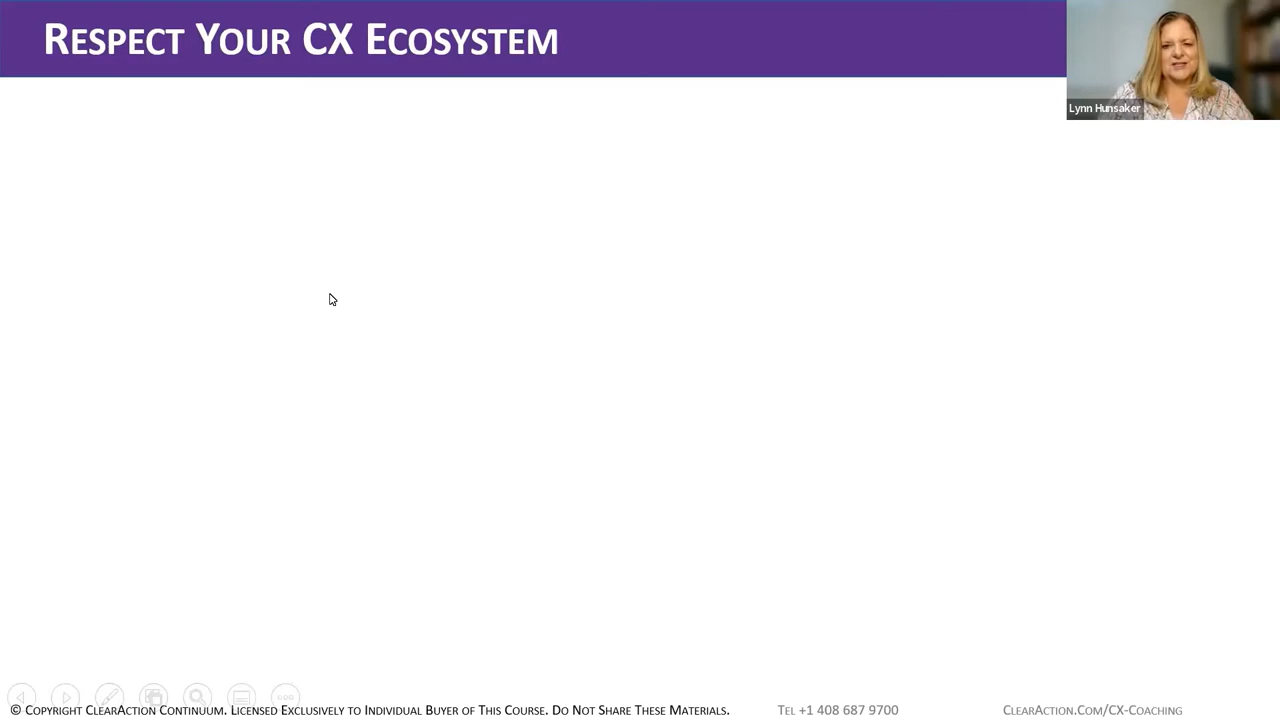 Respect Your CX Ecosystem
Lynn Hunsaker
© Copyright ClearAction Continuum. Licensed Exclusively to Individual Buyer of This Course. Do Not Share These Materials.
Tel +1 408 687 9700
ClearAction.Com/CX-Coaching